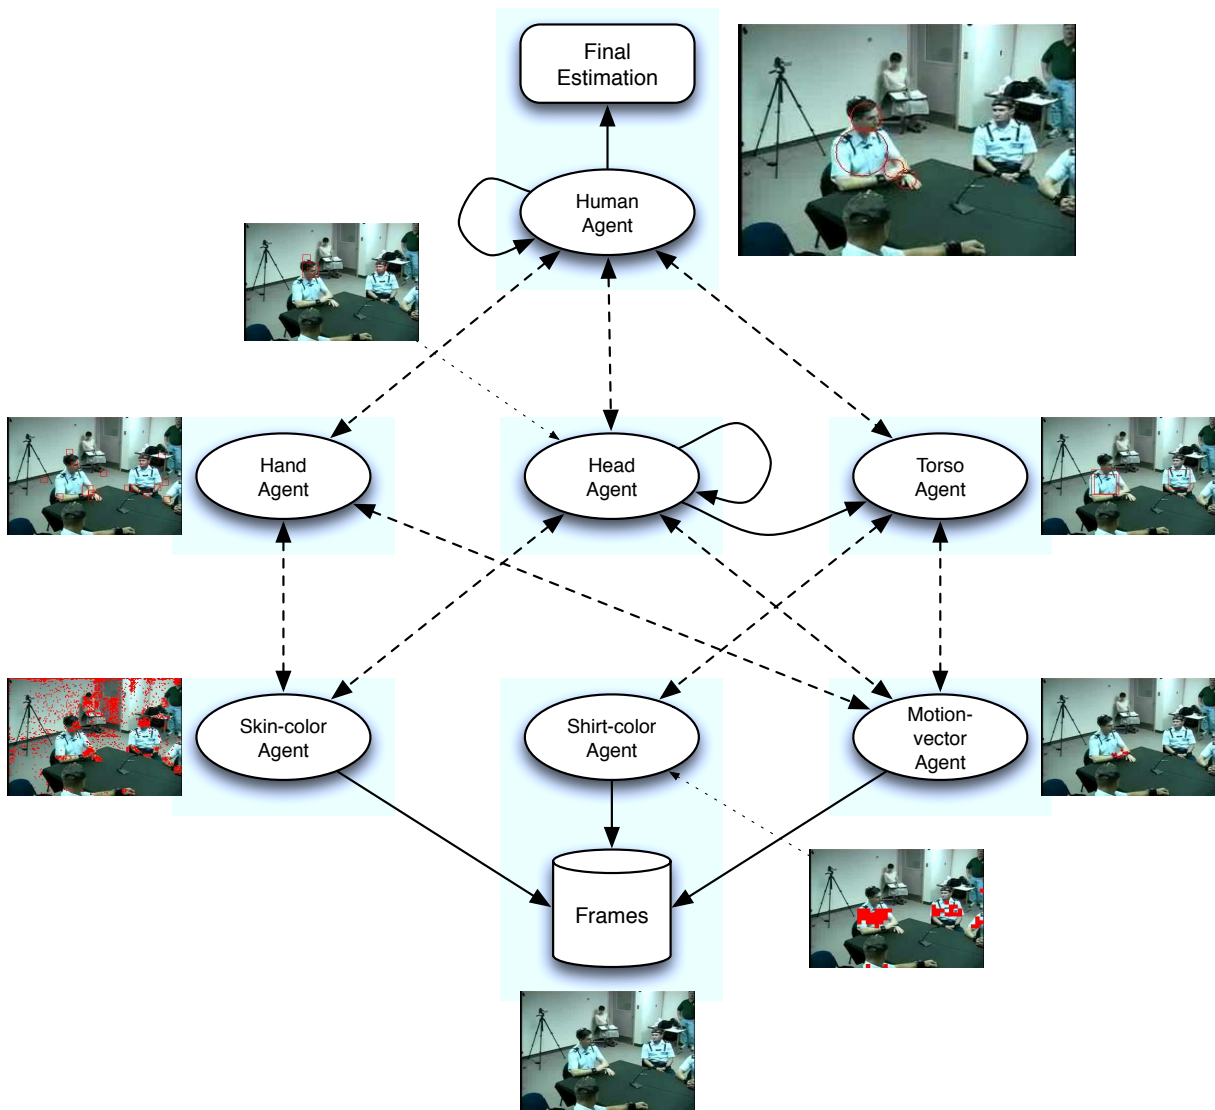 Final
Estimation
Human
Agent
Hand
Agent
Head
Agent
Torso
Agent
Skin-color
Agent
Shirt-color
Agent
Motion-
vector
Agent
Frames